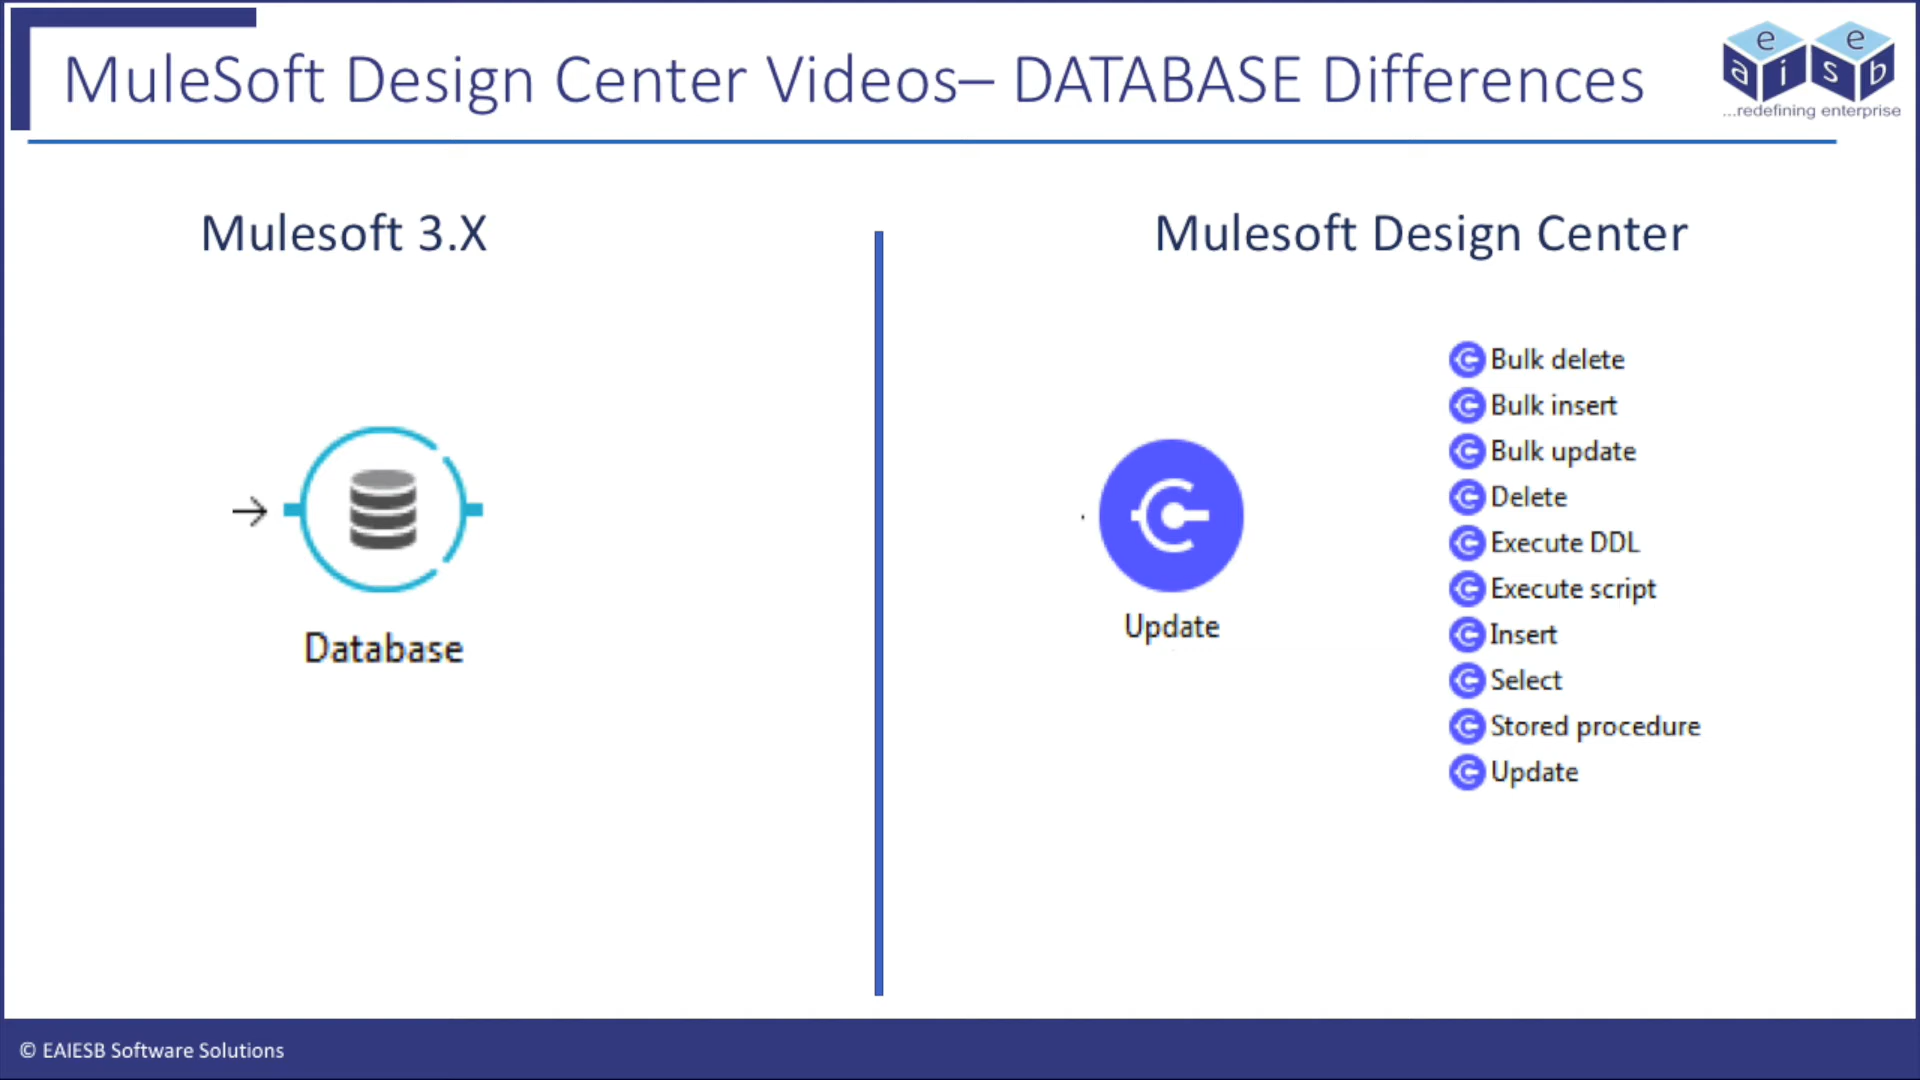 MuleSoft Design Center Videos– DATABASE Differences
e e
a i s b
...redefining enterprise
Mulesoft 3.X
Database
Mulesoft Design Center
Update
Bulk delete
Bulk insert
Bulk update
Delete
Execute DDL
Execute script
Insert
Select
Stored procedure
Update
© EAIESB Software Solutions